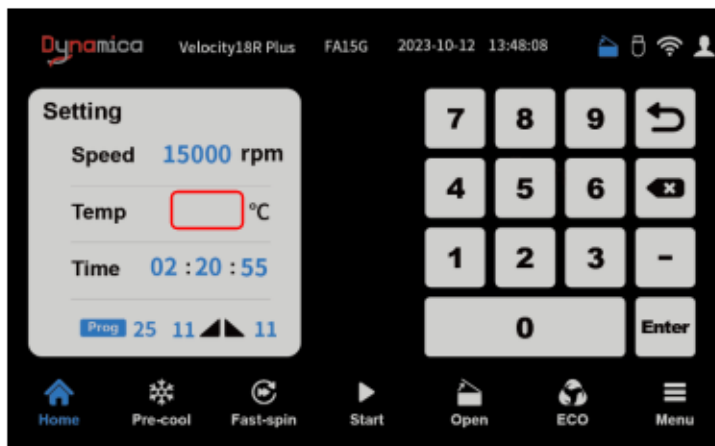 Dynamica Velocity18R Plus FA15G 2023-10-12 13:48:08
Setting
Speed 15000 rpm
Temp °C
Time 02 : 20 : 55
Prog 25 11 11
7 8 9
4 5 6
1 2 3 -
0 Enter
Home Pre-cool Fast-spin Start Open ECO Menu